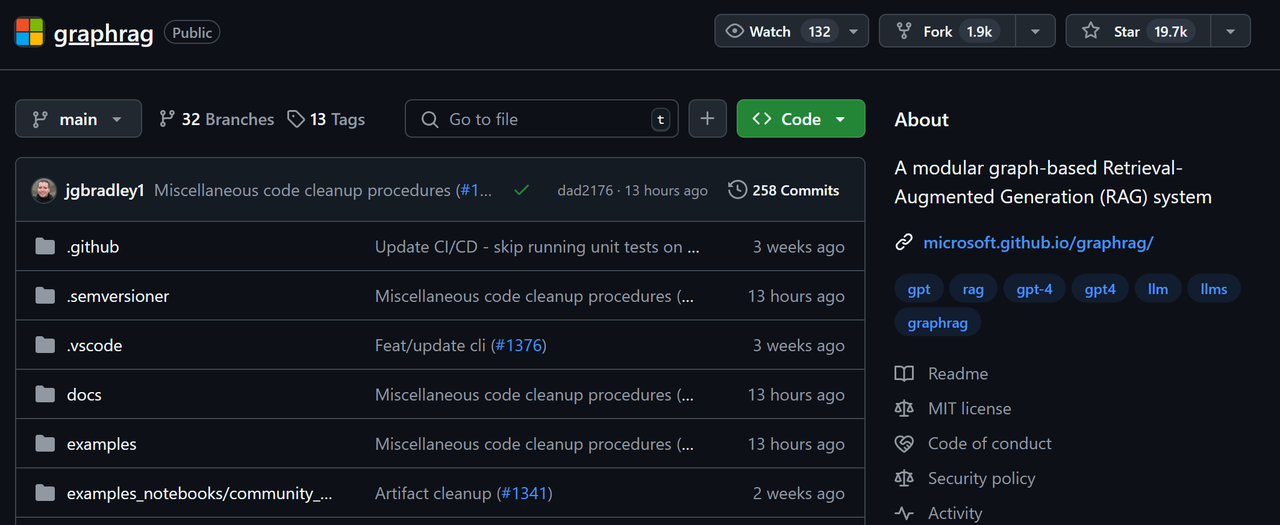 graphrag Public Watch 132 Fork 1.9k Star 19.7k
main 32 Branches 13 Tags Go to file t + Code
jgbradley1 Miscellaneous code cleanup procedures (#1... dad2176 · 13 hours ago 258 Commits
.github Update CI/CD - skip running unit tests on ... 3 weeks ago
.semversioner Miscellaneous code cleanup procedures (... 13 hours ago
.vscode Feat/update cli (#1376) 3 weeks ago
docs Miscellaneous code cleanup procedures (... 13 hours ago
examples Miscellaneous code cleanup procedures (... 13 hours ago
examples_notebooks/community_... Artifact cleanup (#1341) 2 weeks ago
About
A modular graph-based Retrieval-
Augmented Generation (RAG) system
microsoft.github.io/graphrag/
gpt rag gpt-4 gpt4 llm llms
graphrag
Readme
MIT license
Code of conduct
Security policy
Activity